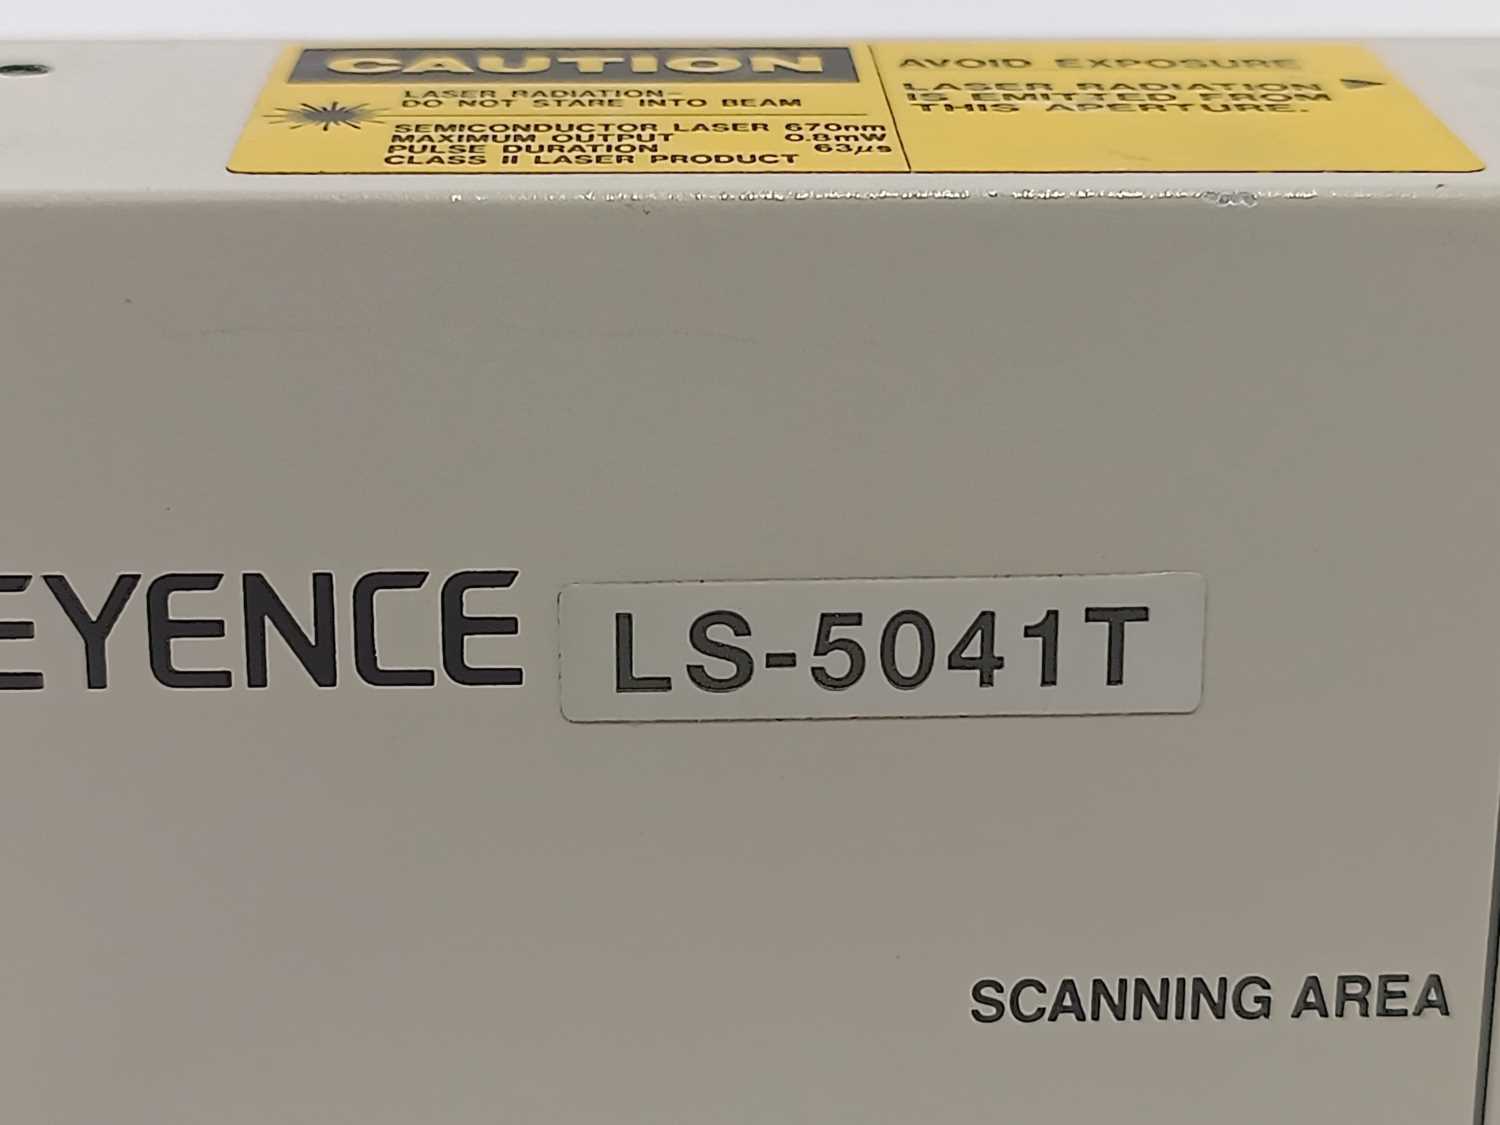 CAUTION
LASER RADIATION-
DO NOT STARE INTO BEAM
SEMICONDUCTOR LASER 670nm
MAXIMUM OUTPUT 0.8mW
PULSE DURATION 63μs
CLASS II LASER PRODUCT
AVOID EXPOSURE
LASER RADIATION
IS EMITTED FROM
THIS APERTURE.
EYENCE
LS-5041T
SCANNING AREA